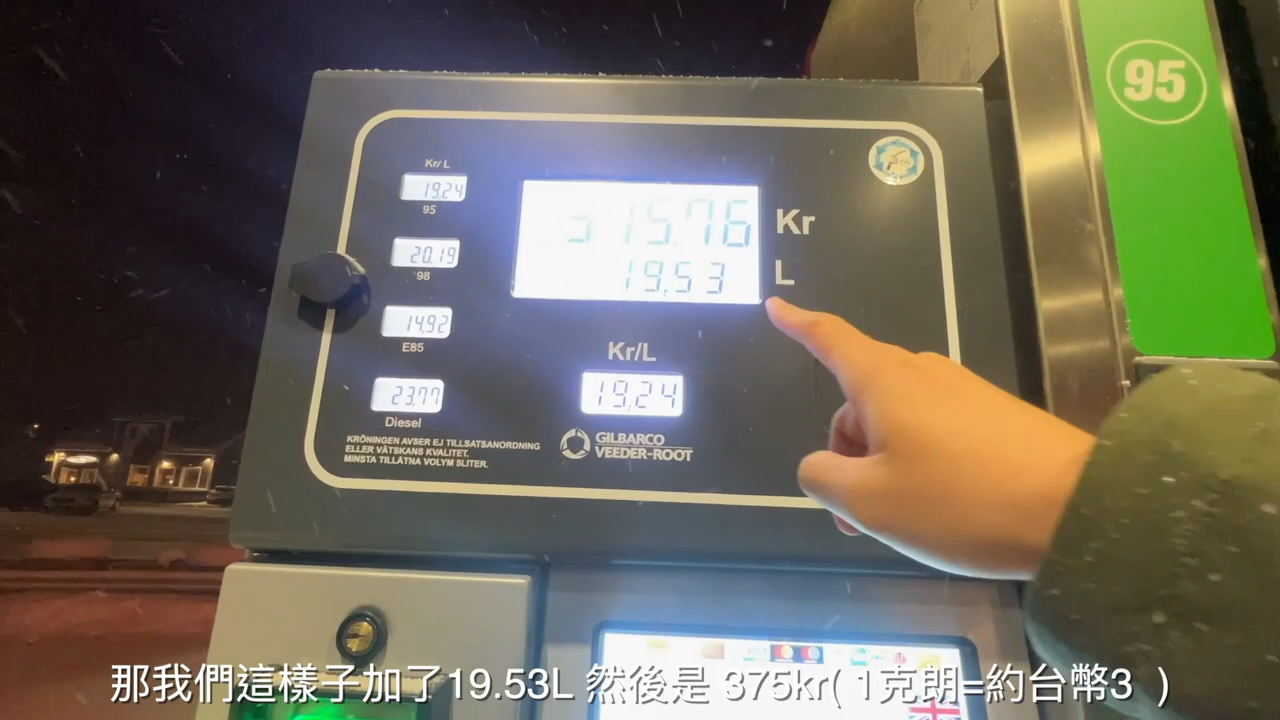 95
Kr/L
19.24
95
20.19
98
14.92
E85
23.77
Diesel
375.76 Kr
19,53 L
Kr/L
19,24
KRÖNINGEN AVSER EJ TILLSATSANORDNING
ELLER VÄTSKANS KVALITET.
MINSTA TILLÅTNA VOLYM 5LITER.
GILBARCO
VEEDER-ROOT
那我們這樣子加了19.53L 然後是 375kr( 1克朗=約台幣3 )